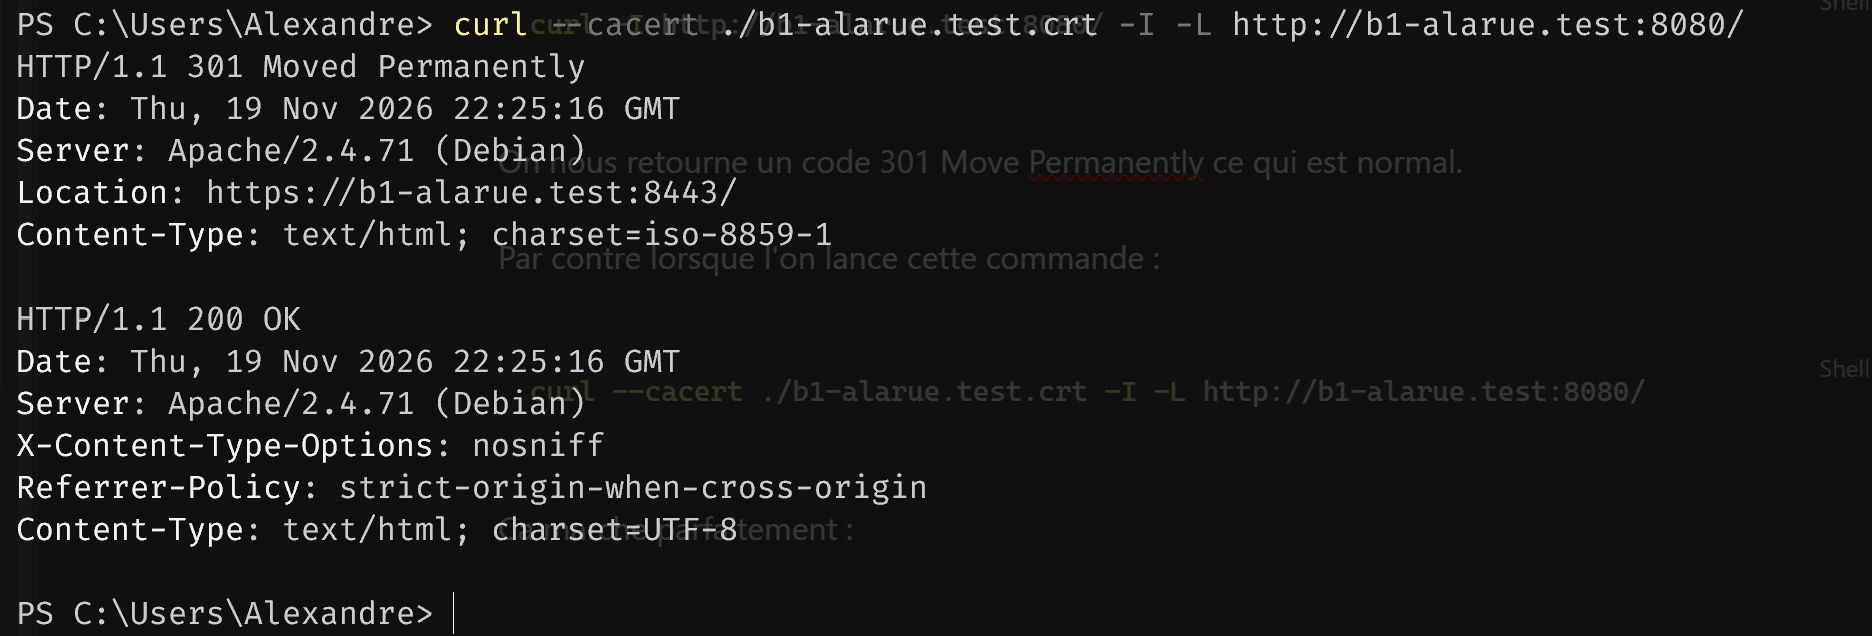 PS C:\Users\Alexandre> curl --cacert ./b1-alarue.test.crt -I -L http://b1-alarue.test:8080/
HTTP/1.1 301 Moved Permanently
Date: Thu, 19 Nov 2026 22:25:16 GMT
Server: Apache/2.4.71 (Debian)
On nous retourne un code 301 Move Permanently ce qui est normal.
Location: https://b1-alarue.test:8443/
Content-Type: text/html; charset=iso-8859-1
Par contre lorsque l'on lance cette commande :
HTTP/1.1 200 OK
Date: Thu, 19 Nov 2026 22:25:16 GMT
Shell
curl --cacert ./b1-alarue.test.crt -I -L http://b1-alarue.test:8080/
Server: Apache/2.4.71 (Debian)
X-Content-Type-Options: nosniff
Referrer-Policy: strict-origin-when-cross-origin
Content-Type: text/html; charset=UTF-8
parfaitement :
PS C:\Users\Alexandre>